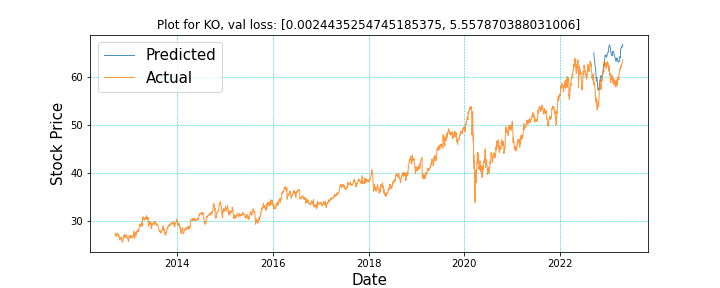 Plot for KO, val loss: [0.0024435254745185375, 5.557870388031006]
Predicted
Actual
Stock Price
60
50
40
30
2014 2016 2018 2020 2022
Date